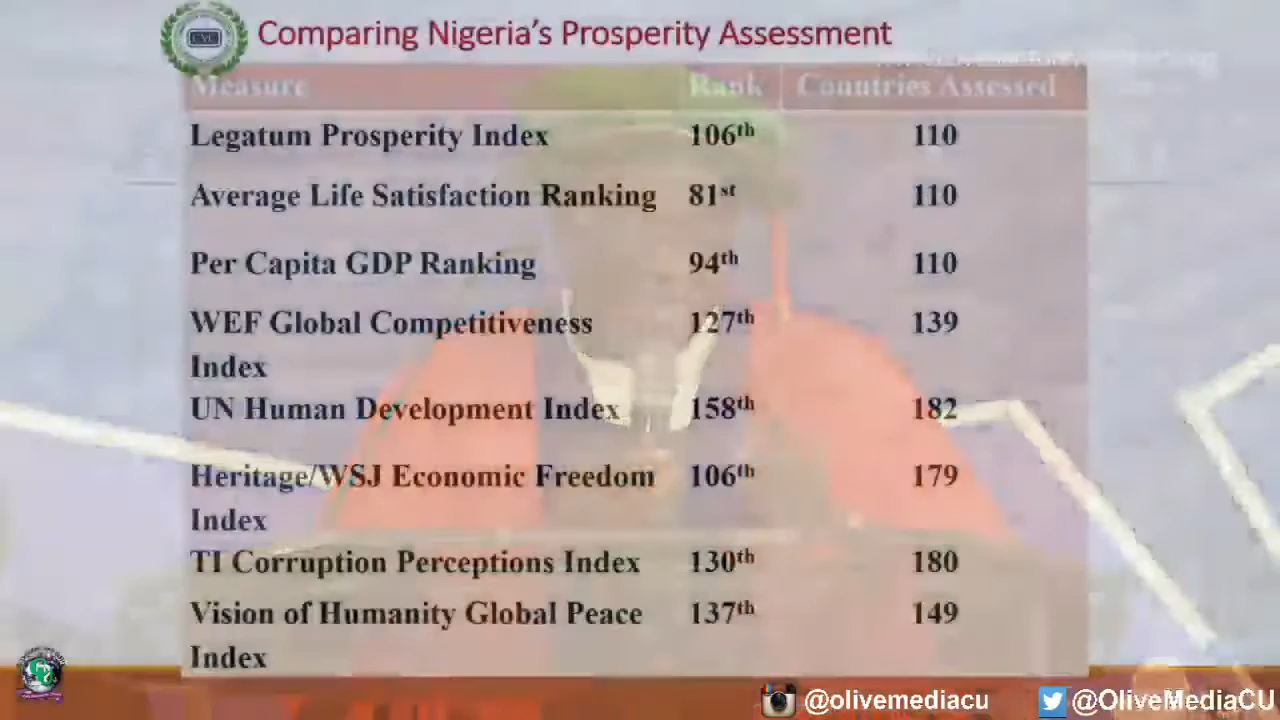 CVC
Comparing Nigeria's Prosperity Assessment
Measure Rank Countries Assessed
Legatum Prosperity Index 106th 110
Average Life Satisfaction Ranking 81st 110
Per Capita GDP Ranking 94th 110
WEF Global Competitiveness 127th 139
Index
UN Human Development Index 158th 182
Heritage/WSJ Economic Freedom 106th 179
Index
TI Corruption Perceptions Index 130th 180
Vision of Humanity Global Peace 137th 149
Index
@olivemediacu @OliveMediaCU